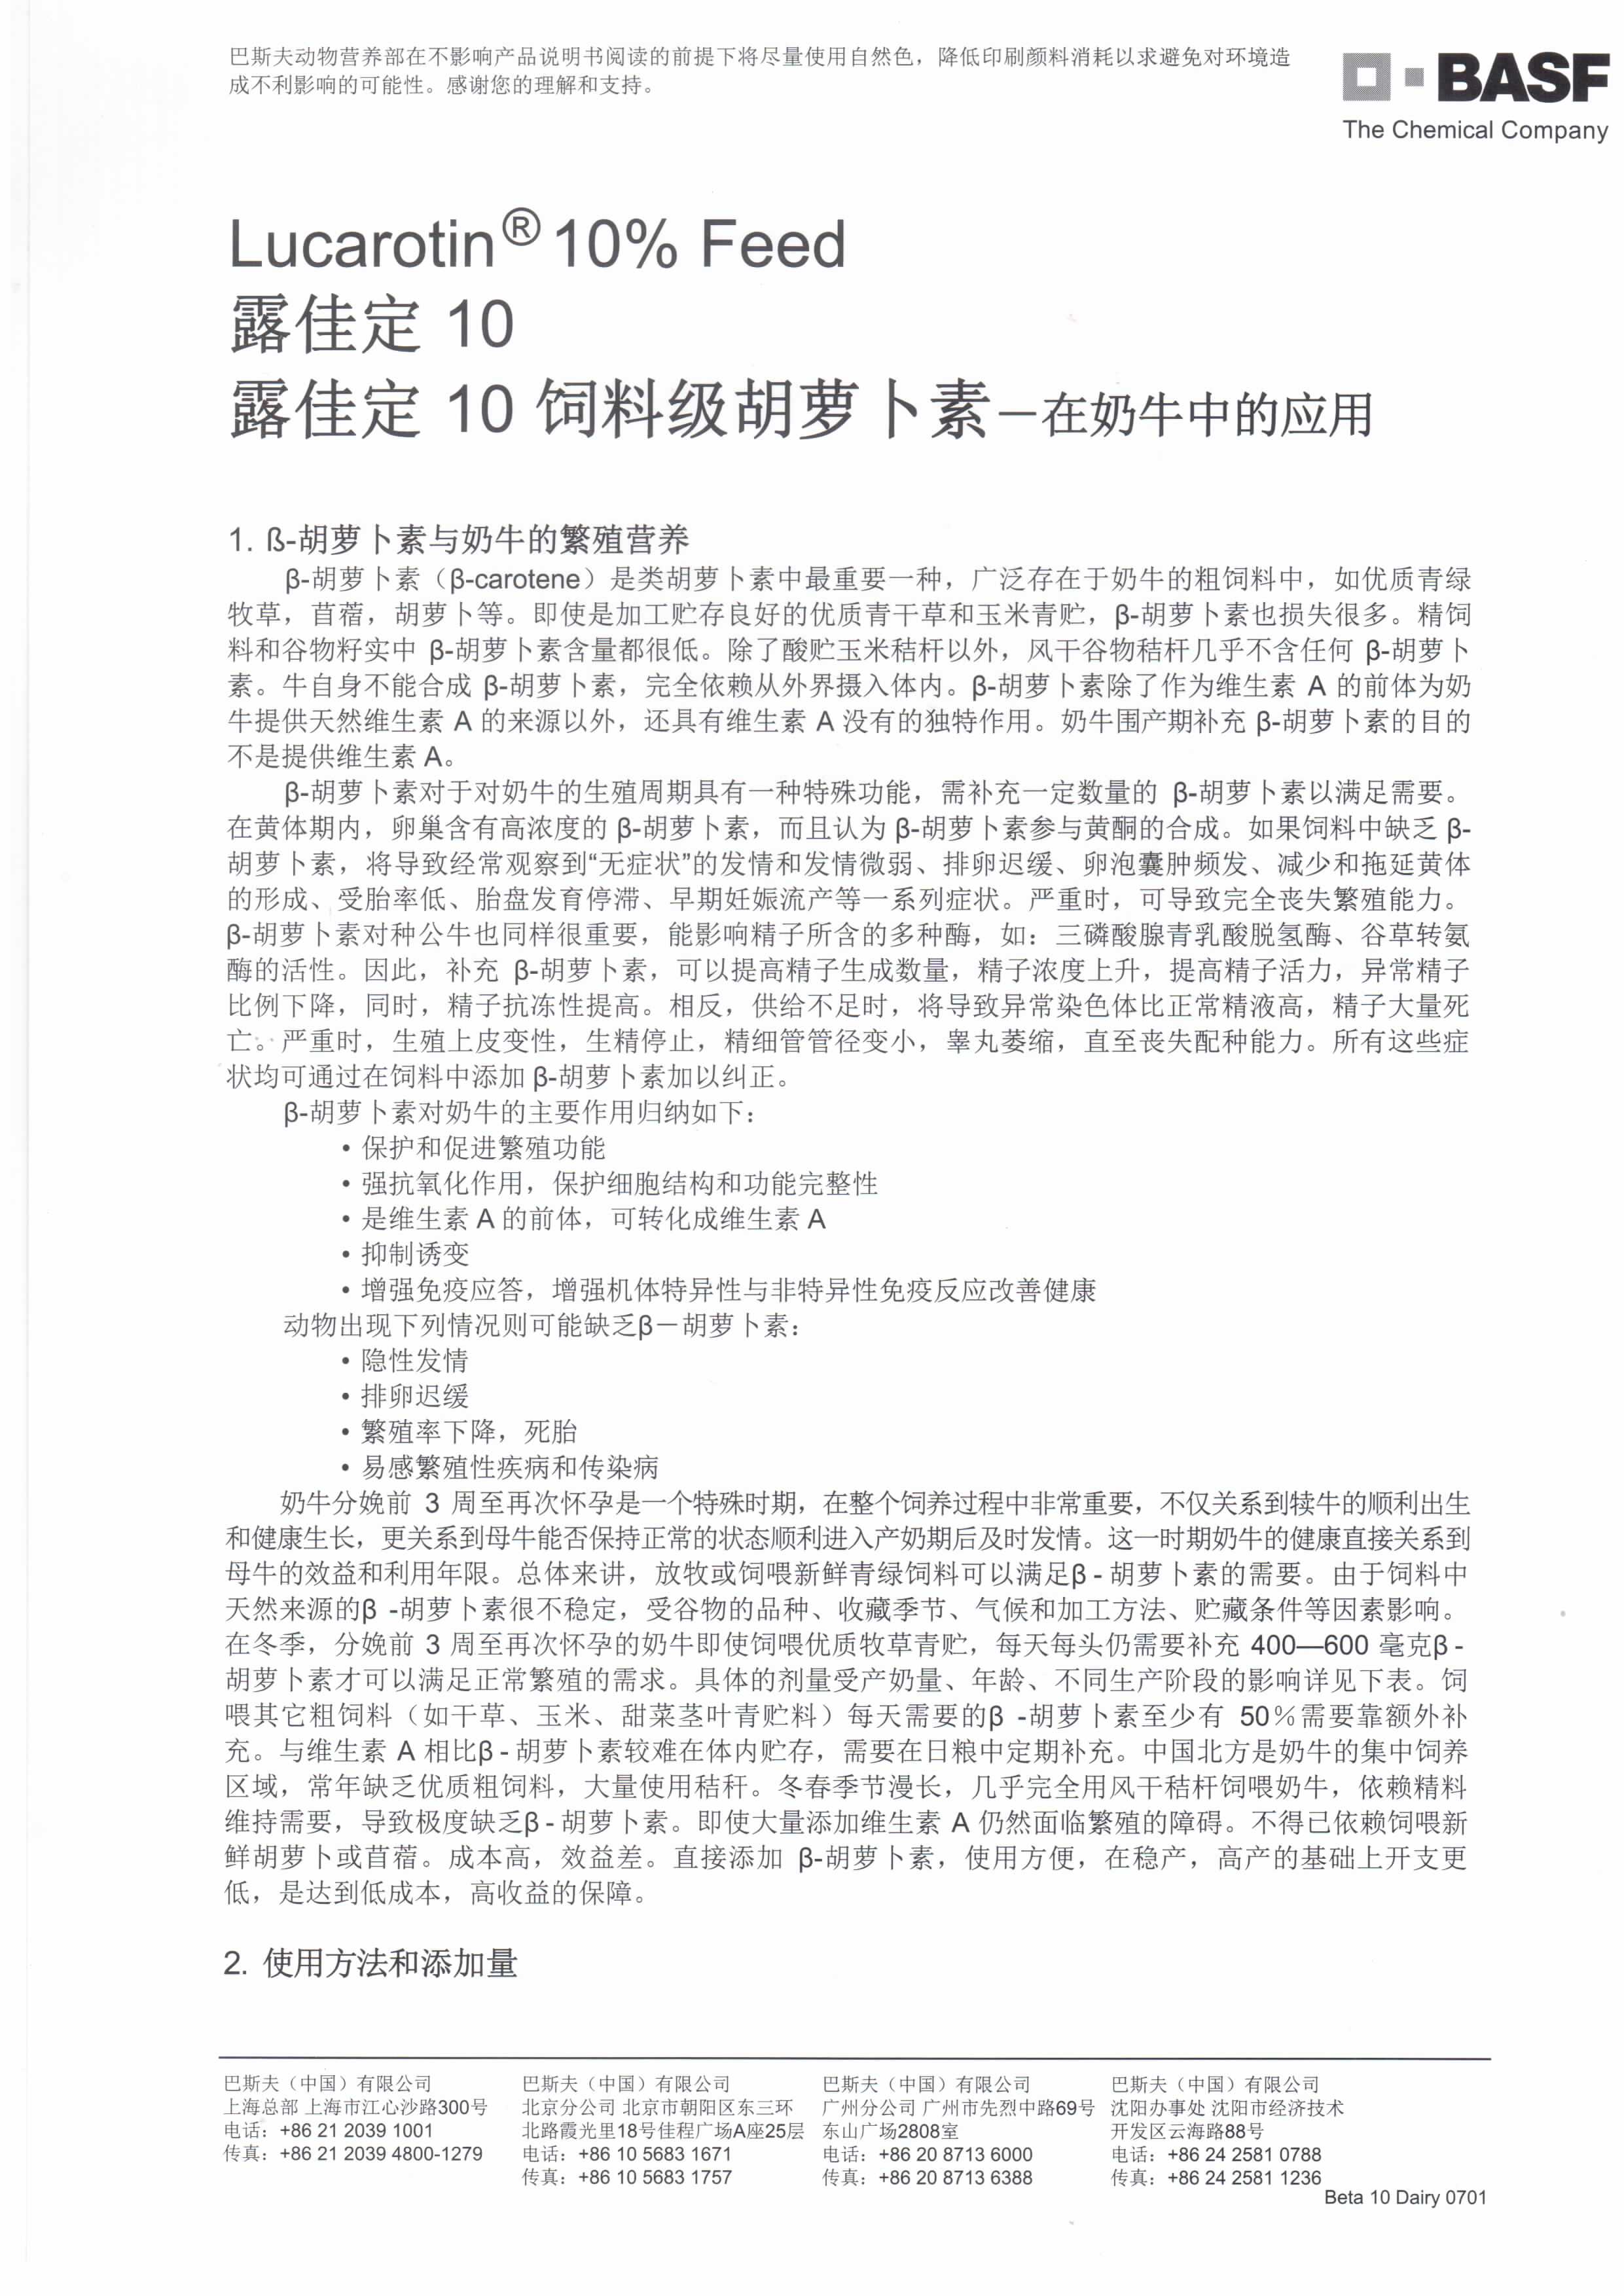 巴斯夫动物营养部在不影响产品说明书阅读的前提下将尽量使用自然色，降低印刷颜料消耗以求避免对环境造
成不利影响的可能性。感谢您的理解和支持。
BASF
The Chemical Company
Lucarotin® 10% Feed
露佳定 10
露佳定 10 饲料级胡萝卜素－在奶牛中的应用
1. ß-胡萝卜素与奶牛的繁殖营养
β-胡萝卜素（β-carotene）是类胡萝卜素中最重要一种，广泛存在于奶牛的粗饲料中，如优质青绿
牧草，苜蓿，胡萝卜等。即使是加工贮存良好的优质青干草和玉米青贮，β-胡萝卜素也损失很多。精饲
料和谷物籽实中 β-胡萝卜素含量都很低。除了酸贮玉米秸杆以外，风干谷物秸杆几乎不含任何 β-胡萝卜
素。牛自身不能合成 β-胡萝卜素，完全依赖从外界摄入体内。β-胡萝卜素除了作为维生素 A 的前体为奶
牛提供天然维生素 A 的来源以外，还具有维生素 A 没有的独特作用。奶牛围产期补充 β-胡萝卜素的目的
不是提供维生素 A。
β-胡萝卜素对于对奶牛的生殖周期具有一种特殊功能，需补充一定数量的 β-胡萝卜素以满足需要。
在黄体期内，卵巢含有高浓度的 β-胡萝卜素，而且认为 β-胡萝卜素参与黄酮的合成。如果饲料中缺乏 β-
胡萝卜素，将导致经常观察到“无症状”的发情和发情微弱、排卵迟缓、卵泡囊肿频发、减少和拖延黄体
的形成、受胎率低、胎盘发育停滞、早期妊娠流产等一系列症状。严重时，可导致完全丧失繁殖能力。
β-胡萝卜素对种公牛也同样很重要，能影响精子所含的多种酶，如：三磷酸腺青乳酸脱氢酶、谷草转氨
酶的活性。因此，补充 β-胡萝卜素，可以提高精子生成数量，精子浓度上升，提高精子活力，异常精子
比例下降，同时，精子抗冻性提高。相反，供给不足时，将导致异常染色体比正常精液高，精子大量死
亡。严重时，生殖上皮变性，生精停止，精细管管径变小，睾丸萎缩，直至丧失配种能力。所有这些症
状均可通过在饲料中添加 β-胡萝卜素加以纠正。
β-胡萝卜素对奶牛的主要作用归纳如下：
• 保护和促进繁殖功能
• 强抗氧化作用，保护细胞结构和功能完整性
• 是维生素 A 的前体，可转化成维生素 A
• 抑制诱变
• 增强免疫应答，增强机体特异性与非特异性免疫反应改善健康
动物出现下列情况则可能缺乏β－胡萝卜素：
• 隐性发情
• 排卵迟缓
• 繁殖率下降，死胎
• 易感繁殖性疾病和传染病
奶牛分娩前 3 周至再次怀孕是一个特殊时期，在整个饲养过程中非常重要，不仅关系到犊牛的顺利出生
和健康生长，更关系到母牛能否保持正常的状态顺利进入产奶期后及时发情。这一时期奶牛的健康直接关系到
母牛的效益和利用年限。总体来讲，放牧或饲喂新鲜青绿饲料可以满足β - 胡萝卜素的需要。由于饲料中
天然来源的β -胡萝卜素很不稳定，受谷物的品种、收藏季节、气候和加工方法、贮藏条件等因素影响。
在冬季，分娩前 3 周至再次怀孕的奶牛即使饲喂优质牧草青贮，每天每头仍需要补充 400—600 毫克β -
胡萝卜素才可以满足正常繁殖的需求。具体的剂量受产奶量、年龄、不同生产阶段的影响详见下表。饲
喂其它粗饲料（如干草、玉米、甜菜茎叶青贮料）每天需要的β -胡萝卜素至少有 50%需要靠额外补
充。与维生素 A 相比β - 胡萝卜素较难在体内贮存，需要在日粮中定期补充。中国北方是奶牛的集中饲养
区域，常年缺乏优质粗饲料，大量使用秸秆。冬春季节漫长，几乎完全用风干秸杆饲喂奶牛，依赖精料
维持需要，导致极度缺乏β - 胡萝卜素。即使大量添加维生素 A 仍然面临繁殖的障碍。不得已依赖饲喂新
鲜胡萝卜或苜蓿。成本高，效益差。直接添加 β-胡萝卜素，使用方便，在稳产，高产的基础上开支更
低，是达到低成本，高收益的保障。
2. 使用方法和添加量
巴斯夫（中国）有限公司
上海总部 上海市江心沙路300号
电话：+86 21 2039 1001
传真：+86 21 2039 4800-1279
巴斯夫（中国）有限公司
北京分公司 北京市朝阳区东三环
北路霞光里18号佳程广场A座25层
电话：+86 10 5683 1671
传真：+86 10 5683 1757
巴斯夫（中国）有限公司
广州分公司 广州市先烈中路69号
东山广场2808室
电话：+86 20 8713 6000
传真：+86 20 8713 6388
巴斯夫（中国）有限公司
沈阳办事处 沈阳市经济技术
开发区云海路88号
电话：+86 24 2581 0788
传真：+86 24 2581 1236
Beta 10 Dairy 0701